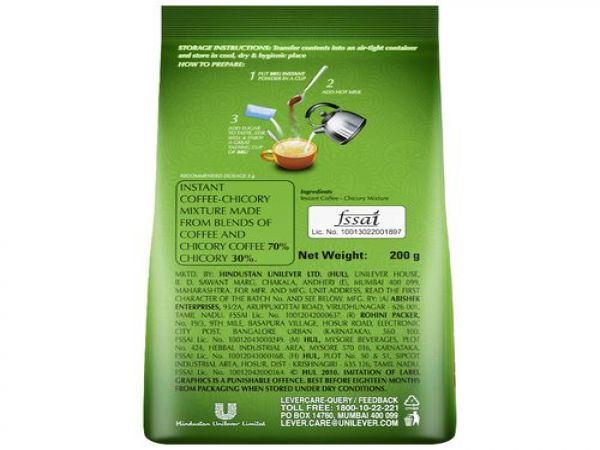 STORAGE INSTRUCTIONS: Transfer contents into an air-tight container
and store in cool, dry & hygienic place
HOW TO PREPARE:
1 PUT BRU INSTANT
POWDER IN A CUP
2
ADD HOT MILK
3
ADD SUGAR
TO TASTE, STIR
WELL & ENJOY
A GREAT
TASTING CUP
OF BRU
RECOMMENDED DOSAGE 2 g
INSTANT
COFFEE-CHICORY
MIXTURE MADE
FROM BLENDS OF
COFFEE AND
CHICORY COFFEE 70%
CHICORY 30%.
Ingredients
Instant Coffee - Chicory Mixture
fssai
Lic. No. 10013022001897
Net Weight: 200 g
MKTD. BY: HINDUSTAN UNILEVER LTD. (HUL), UNILEVER HOUSE,
B. D. SAWANT MARG, CHAKALA, ANDHERI (E), MUMBAI 400 099,
MAHARASHTRA. FOR MFR. AND MFG. UNIT ADDRESS, READ THE FIRST
CHARACTER OF THE BATCH No. AND SEE BELOW. MFG. BY: (A) ABISHEK
ENTERPRISES, 93/2A, ARUPPUKOTTAI ROAD, VIRUDHUNAGAR - 626 001,
TAMIL NADU. FSSAI Lic. No. 10012042000637. (R) ROHINI PACKER,
No. 19/3, 9TH MILE, BASAPURA VILLAGE, HOSUR ROAD, ELECTRONIC
CITY POST, BANGALORE URBAN (KARNATAKA) - 560 100.
FSSAI Lic. No. 10012043000249. (M) HUL, MYSORE BEVERAGES, PLOT
No. 424, HEBBAL INDUSTRIAL AREA, MYSORE 570 016, KARNATAKA.
FSSAI Lic. No. 10012043000168. (H) HUL, PLOT No. 50 & 51, SIPCOT
INDUSTRIAL AREA, HOSUR, DIST - KRISHNAGIRI - 635 126, TAMIL NADU.
FSSAI Lic. No. 10012042000164. © HUL 2010. IMITATION OF LABEL
GRAPHICS IS A PUNISHABLE OFFENCE. BEST BEFORE EIGHTEEN MONTHS
FROM PACKAGING WHEN STORED UNDER DRY CONDITIONS.
Hindustan Unilever Limited
LEVERCARE-QUERY / FEEDBACK
TOLL FREE: 1800-10-22-221
PO BOX 14760, MUMBAI 400 099
LEVER.CARE@UNILEVER.COM